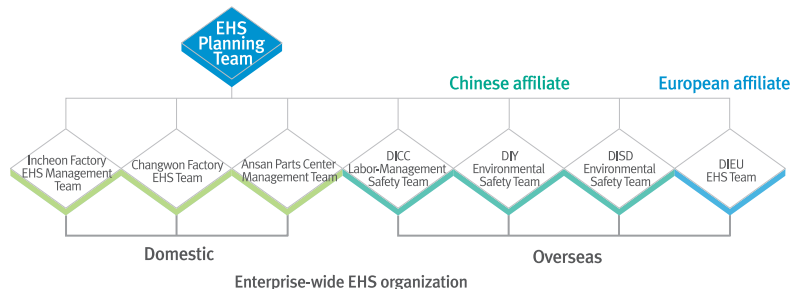 EHS
Planning
Team
Chinese affiliate
European affiliate
Incheon Factory
EHS Management
Team
Changwon Factory
EHS Team
Ansan Parts Center
Management Team
DICC
Labor-Management
Safety Team
DIY
Environmental
Safety Team
DISD
Environmental
Safety Team
DIEU
EHS Team
Domestic
Overseas
Enterprise-wide EHS organization